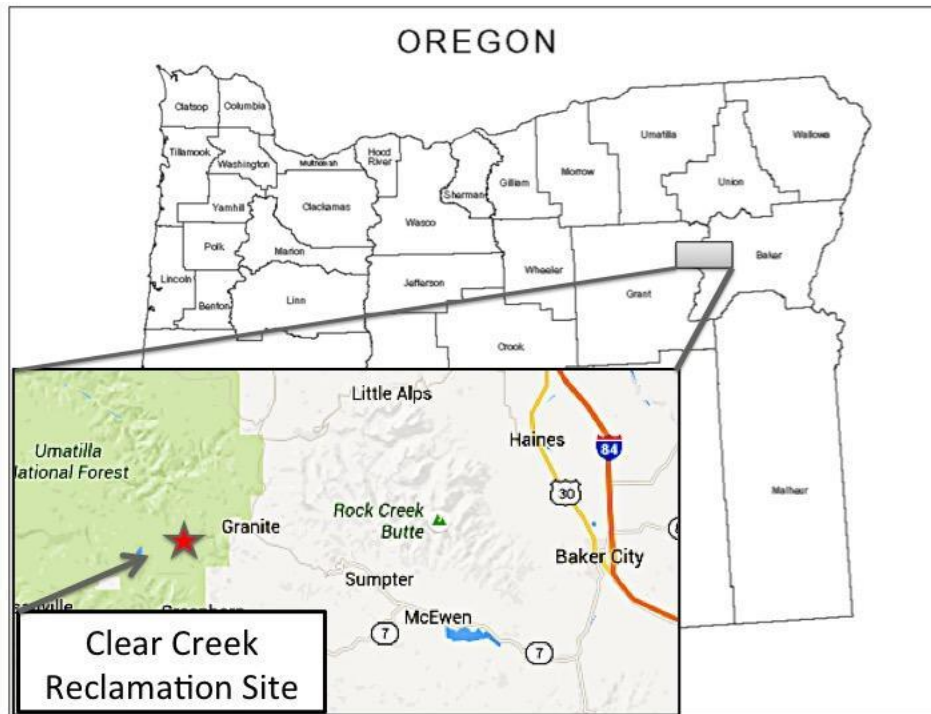 OREGON
Clatsop
Columbia
Tillamook
Washington
Multnomah
Hood
River
Yamhill
Clackamas
Wasco
Sherman
Gilliam
Morrow
Umatilla
Union
Wallowa
Polk
Marion
Lincoln
Benton
Linn
Jefferson
Wheeler
Grant
Baker
Crook
Malheur
Little Alps
Umatilla
National Forest
Haines
84
30
Rock Creek
Butte
Granite
Baker City
Sumpter
McEwen
7
7
Clear Creek
Reclamation Site